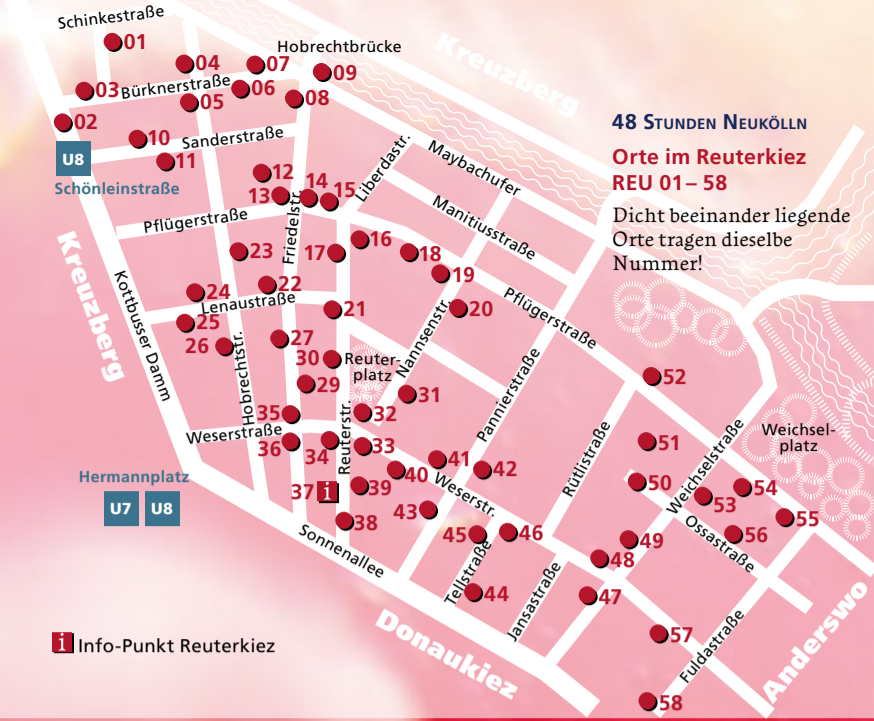 Schinkestraße
01
Hobrechtbrücke
Kreuzberg
04
07
09
03
Bürknerstraße
06
05
08
02
48 Stunden Neukölln
10
Sanderstraße
Orte im Reuterkiez
REU 01 – 58
U8
11
Schönleinstraße
Dicht beeinander liegende
Orte tragen dieselbe
Nummer!
12
13
14
15
Liberdastr.
Maybachufer
Manitiusstraße
Pflügerstraße
Friedelstr.
Kreuzberg
Kottbusser Damm
23
17
16
18
19
22
24
Lenaustraße
21
20
Pflügerstraße
25
26
Hobrechtstr.
27
30
Reuter-
platz
Nannsenstr.
29
31
Pannierstraße
52
35
32
Weserstraße
36
34
Reuterstr.
33
Rütlistraße
51
Weichselstraße
Weichsel-
platz
40
41
42
Weserstr.
50
Hermannplatz
U7
U8
37
i
39
43
53
54
55
38
Sonnenallee
45
46
49
Ossastraße
56
Tellstraße
44
Jansastraße
48
47
Donaukiez
57
Fuldastraße
Anderswo
58
i Info-Punkt Reuterkiez